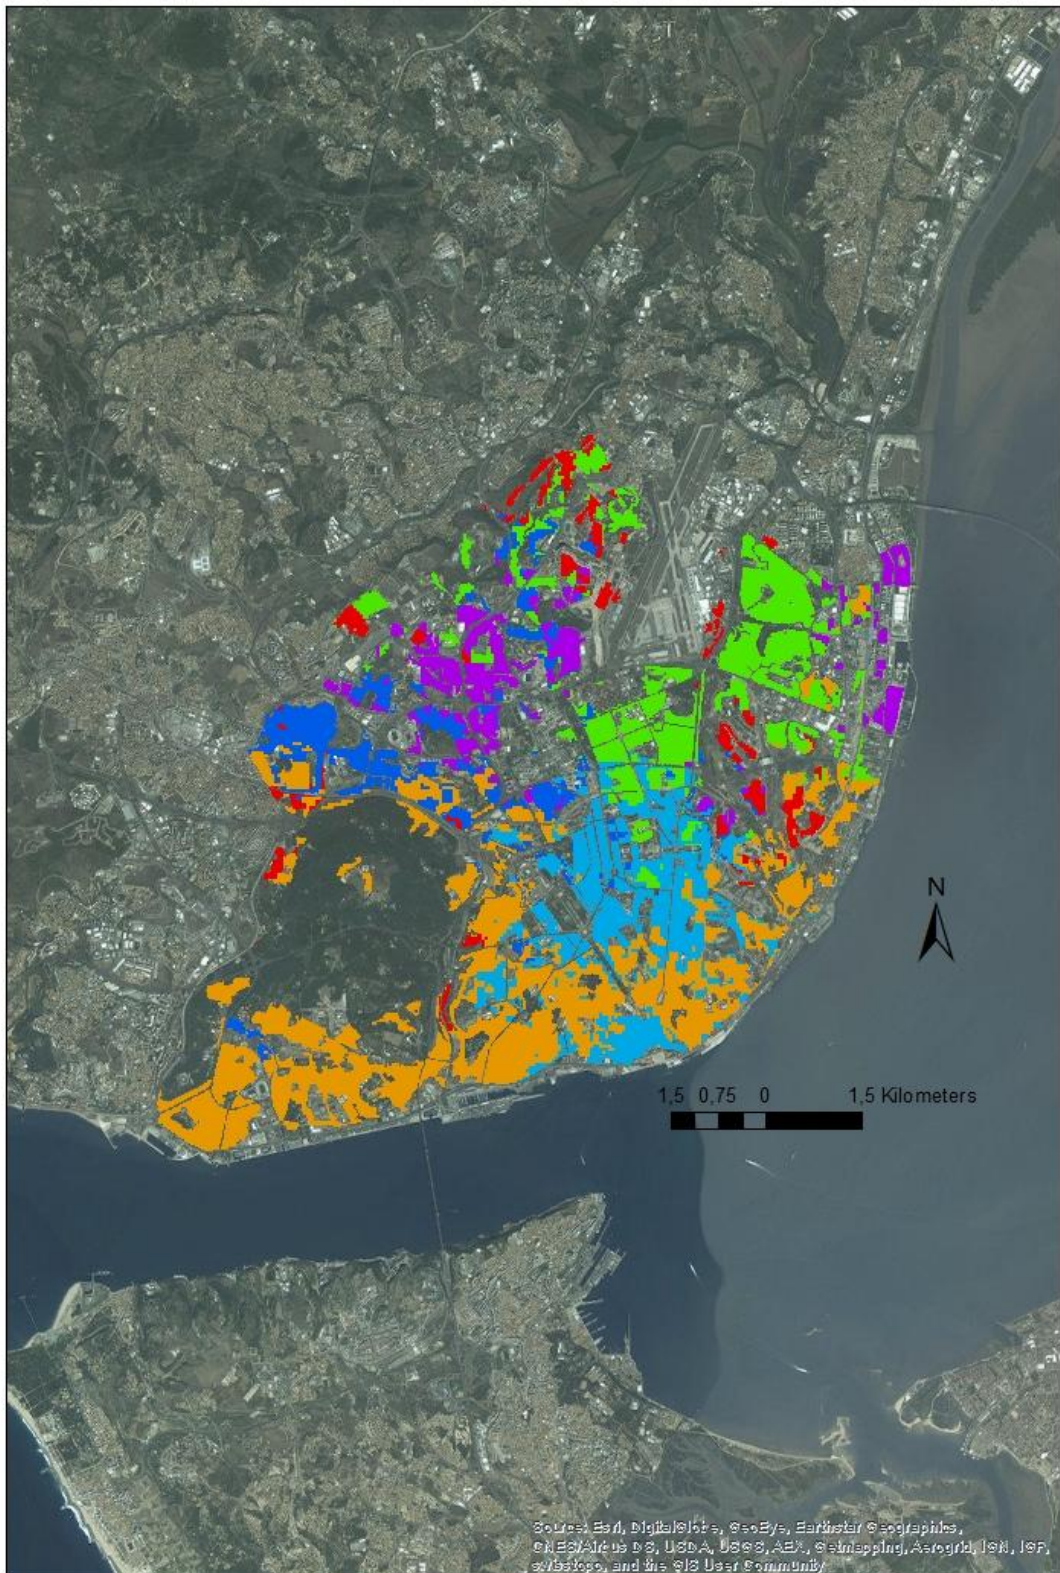 N
1,5 0,75 0 1,5 Kilometers
Source: Esri, DigitalGlobe, GeoEye, Earthstar Geographics,
CNES/Airbus DS, USDA, USGS, AEX, Getmapping, Aerogrid, IGN, IGP,
swisstopo, and the GIS User Community